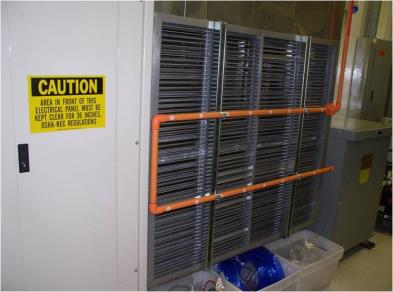 CAUTION
AREA IN FRONT OF THIS
ELECTRICAL PANEL MUST BE
KEPT CLEAR FOR 36 INCHES.
OSHA-NEC REGULATIONS